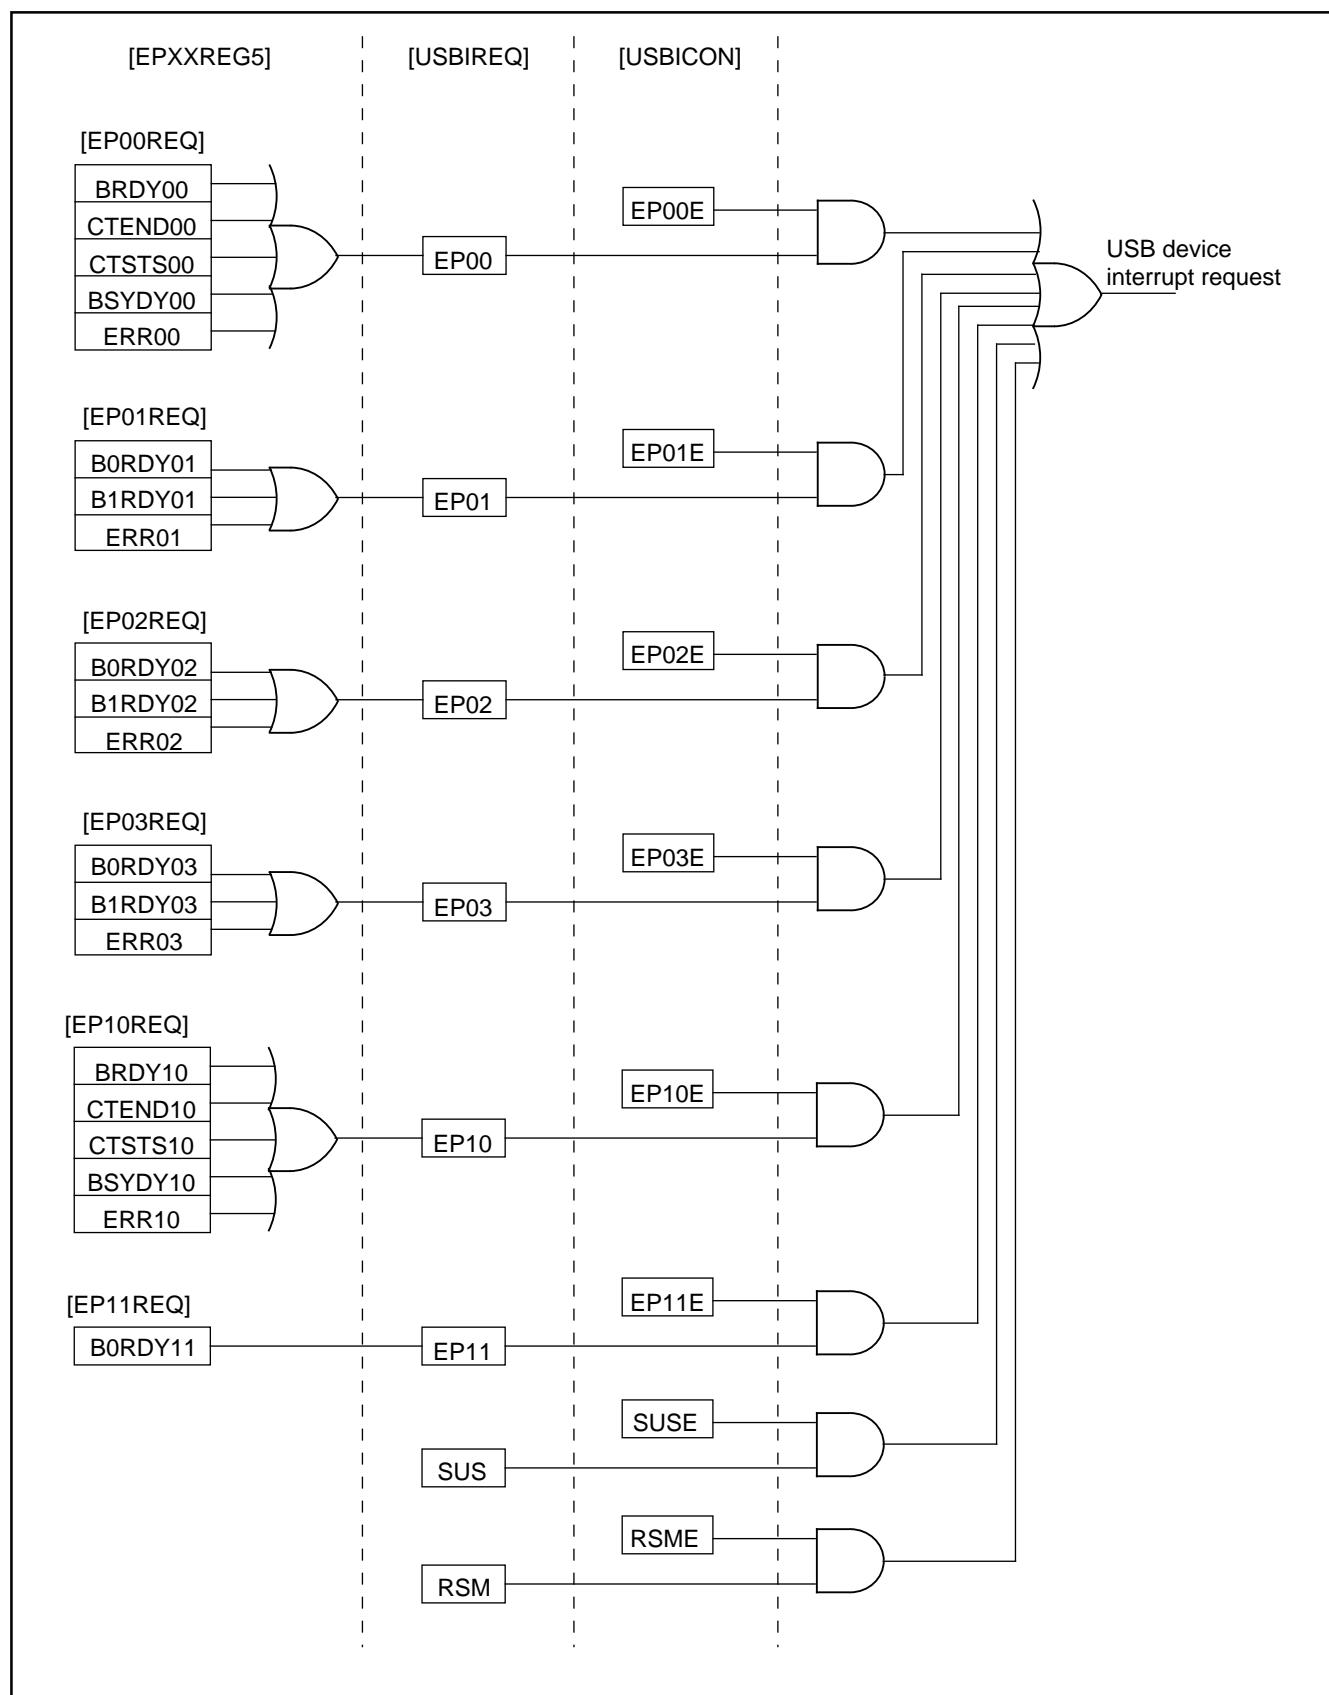 [EPXXREG5]
[USBIREQ]
[USBICON]
[EP00REQ]
BRDY00
CTEND00
CTSTS00
BSYDY00
ERR00
EP00
EP00E
USB device
interrupt request
[EP01REQ]
B0RDY01
B1RDY01
ERR01
EP01
EP01E
[EP02REQ]
B0RDY02
B1RDY02
ERR02
EP02
EP02E
[EP03REQ]
B0RDY03
B1RDY03
ERR03
EP03
EP03E
[EP10REQ]
BRDY10
CTEND10
CTSTS10
BSYDY10
ERR10
EP10
EP10E
[EP11REQ]
B0RDY11
EP11
EP11E
SUSE
SUS
RSME
RSM